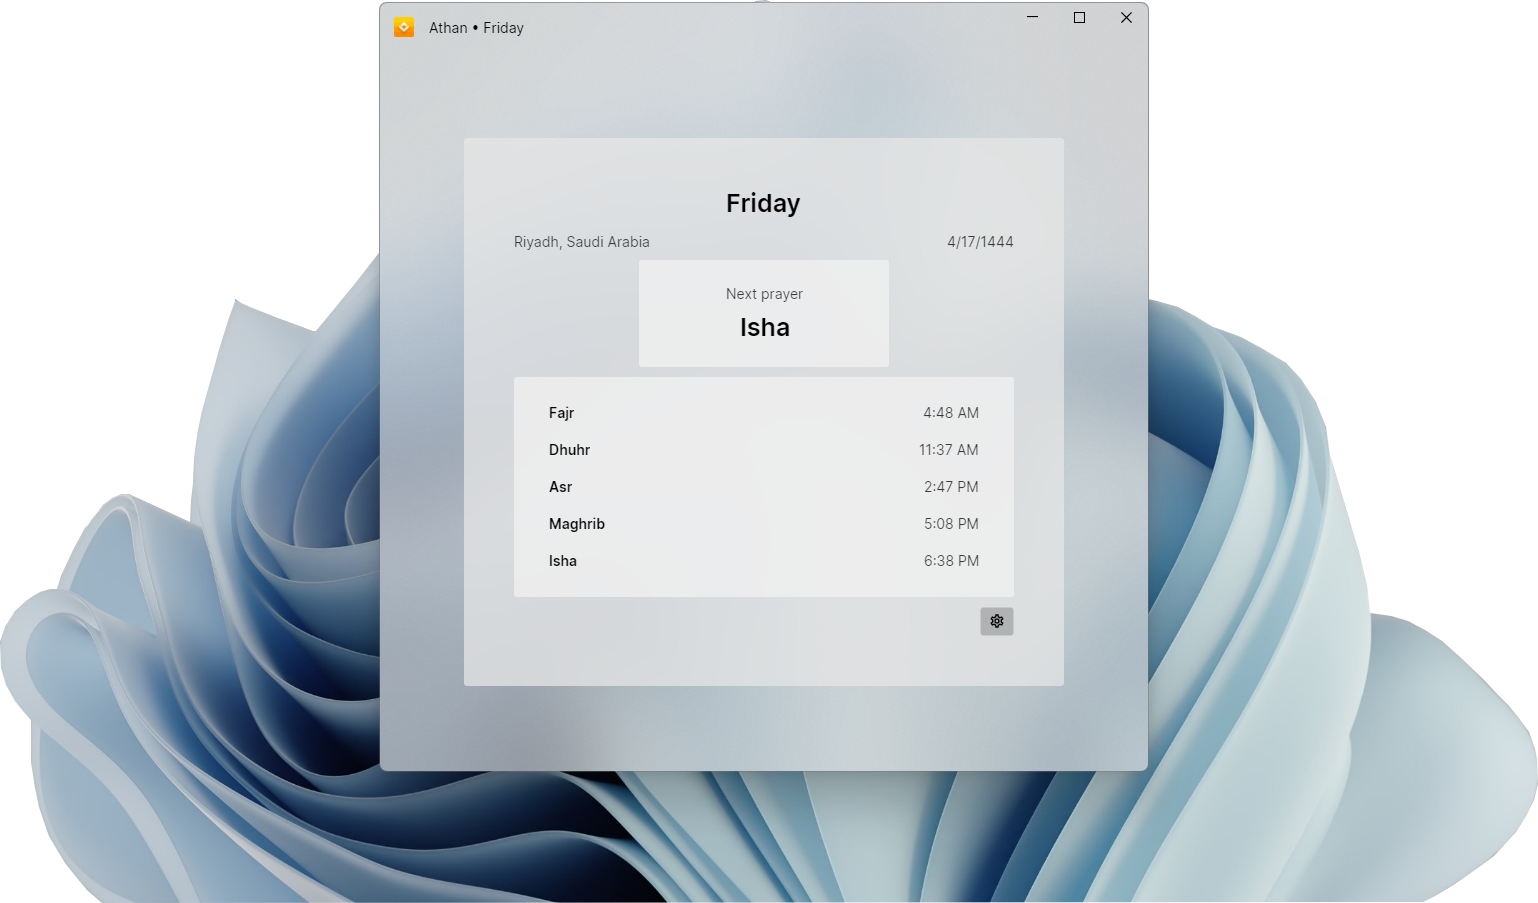 Athan • Friday
Friday
Riyadh, Saudi Arabia 4/17/1444
Next prayer
Isha
Fajr 4:48 AM
Dhuhr 11:37 AM
Asr 2:47 PM
Maghrib 5:08 PM
Isha 6:38 PM